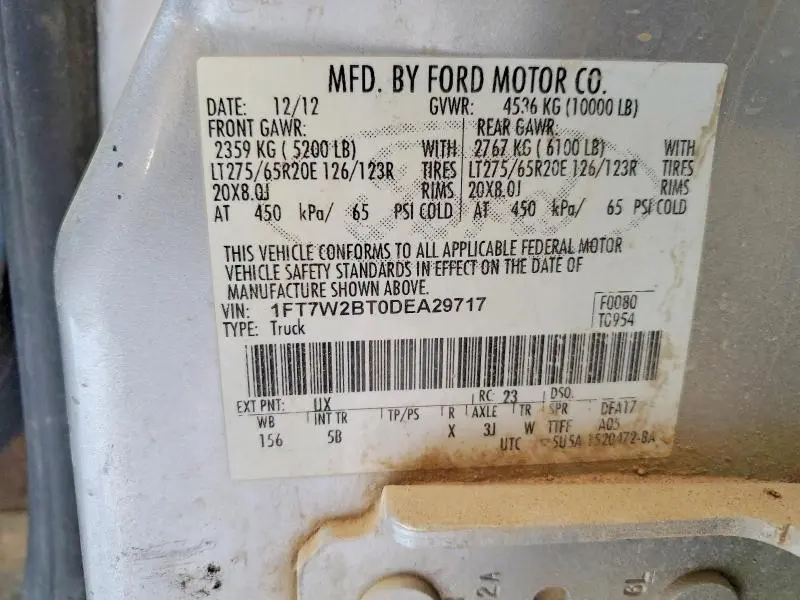 MFD. BY FORD MOTOR CO.
DATE: 12/12 GVWR: 4536 KG (10000 LB)
FRONT GAWR: REAR GAWR:
2359 KG ( 5200 LB) WITH 2767 KG ( 6100 LB) WITH
LT275/65R20E 126/123R TIRES LT275/65R20E 126/123R TIRES
20X8.0J RIMS 20X8.0J RIMS
AT 450 kPa/ 65 PSI COLD AT 450 kPa/ 65 PSI COLD
THIS VEHICLE CONFORMS TO ALL APPLICABLE FEDERAL MOTOR
VEHICLE SAFETY STANDARDS IN EFFECT ON THE DATE OF
MANUFACTURE SHOWN ABOVE.
VIN: 1FT7W2BT0DEA29717 F0080
TYPE: Truck T0954
EXT PNT: UX RC: 23 DSO:
WB INT TR TP/PS R AXLE TR SPR DFA17
156 5B X 3J W TTFF A05
UTC